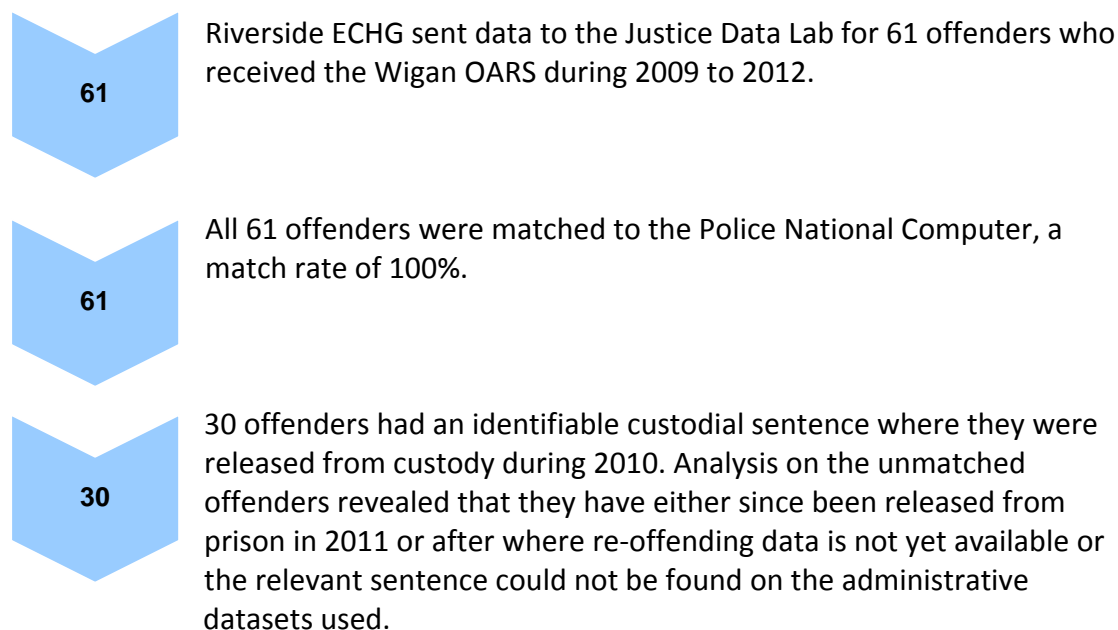 61
Riverside ECHG sent data to the Justice Data Lab for 61 offenders who
received the Wigan OARS during 2009 to 2012.
61
All 61 offenders were matched to the Police National Computer, a
match rate of 100%.
30
30 offenders had an identifiable custodial sentence where they were
released from custody during 2010. Analysis on the unmatched
offenders revealed that they have either since been released from
prison in 2011 or after where re-offending data is not yet available or
the relevant sentence could not be found on the administrative
datasets used.